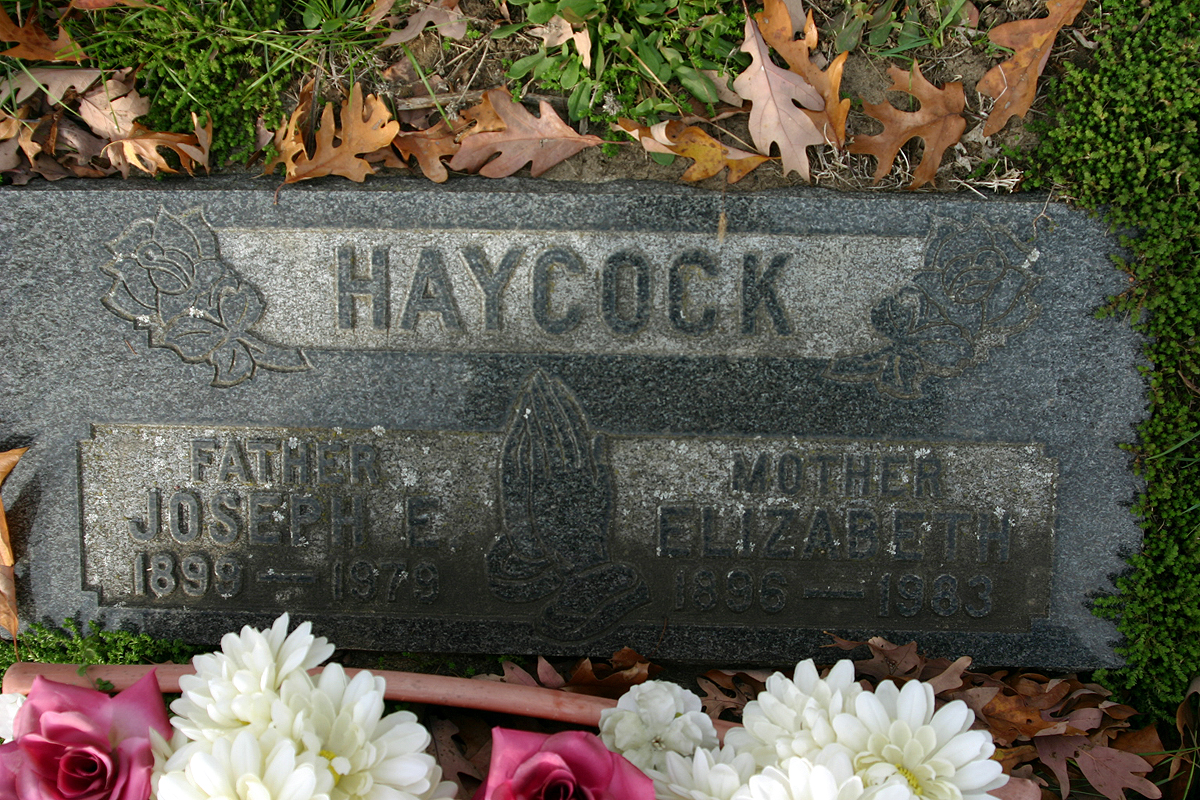 HAYCOCK
FATHER
JOSEPH E.
1899 — 1979
MOTHER
ELIZABETH
1896 — 1983